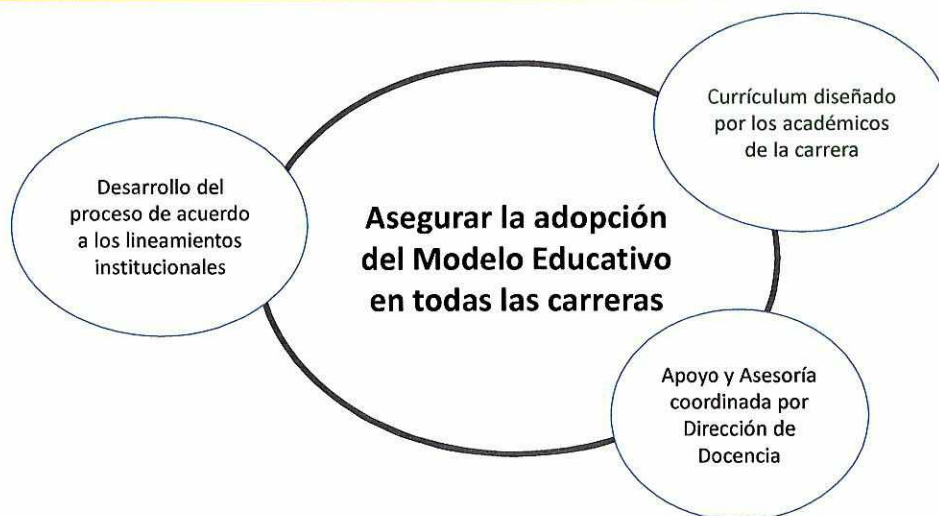 Currículum diseñado
por los académicos
de la carrera
Desarrollo del
proceso de acuerdo
a los lineamientos
institucionales
Asegurar la adopción
del Modelo Educativo
en todas las carreras
Apoyo y Asesoría
coordinada por
Dirección de
Docencia